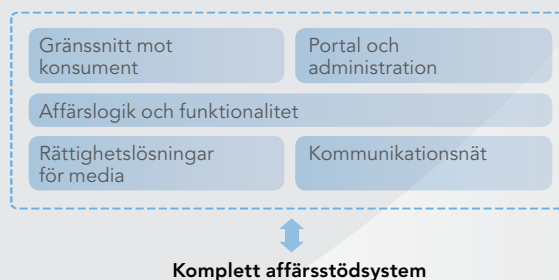 Gränssnitt mot
konsument
Portal och
administration
Affärslogik och funktionalitet
Rättighetslösningar
för media
Kommunikationsnät
Komplett affärsstödsystem